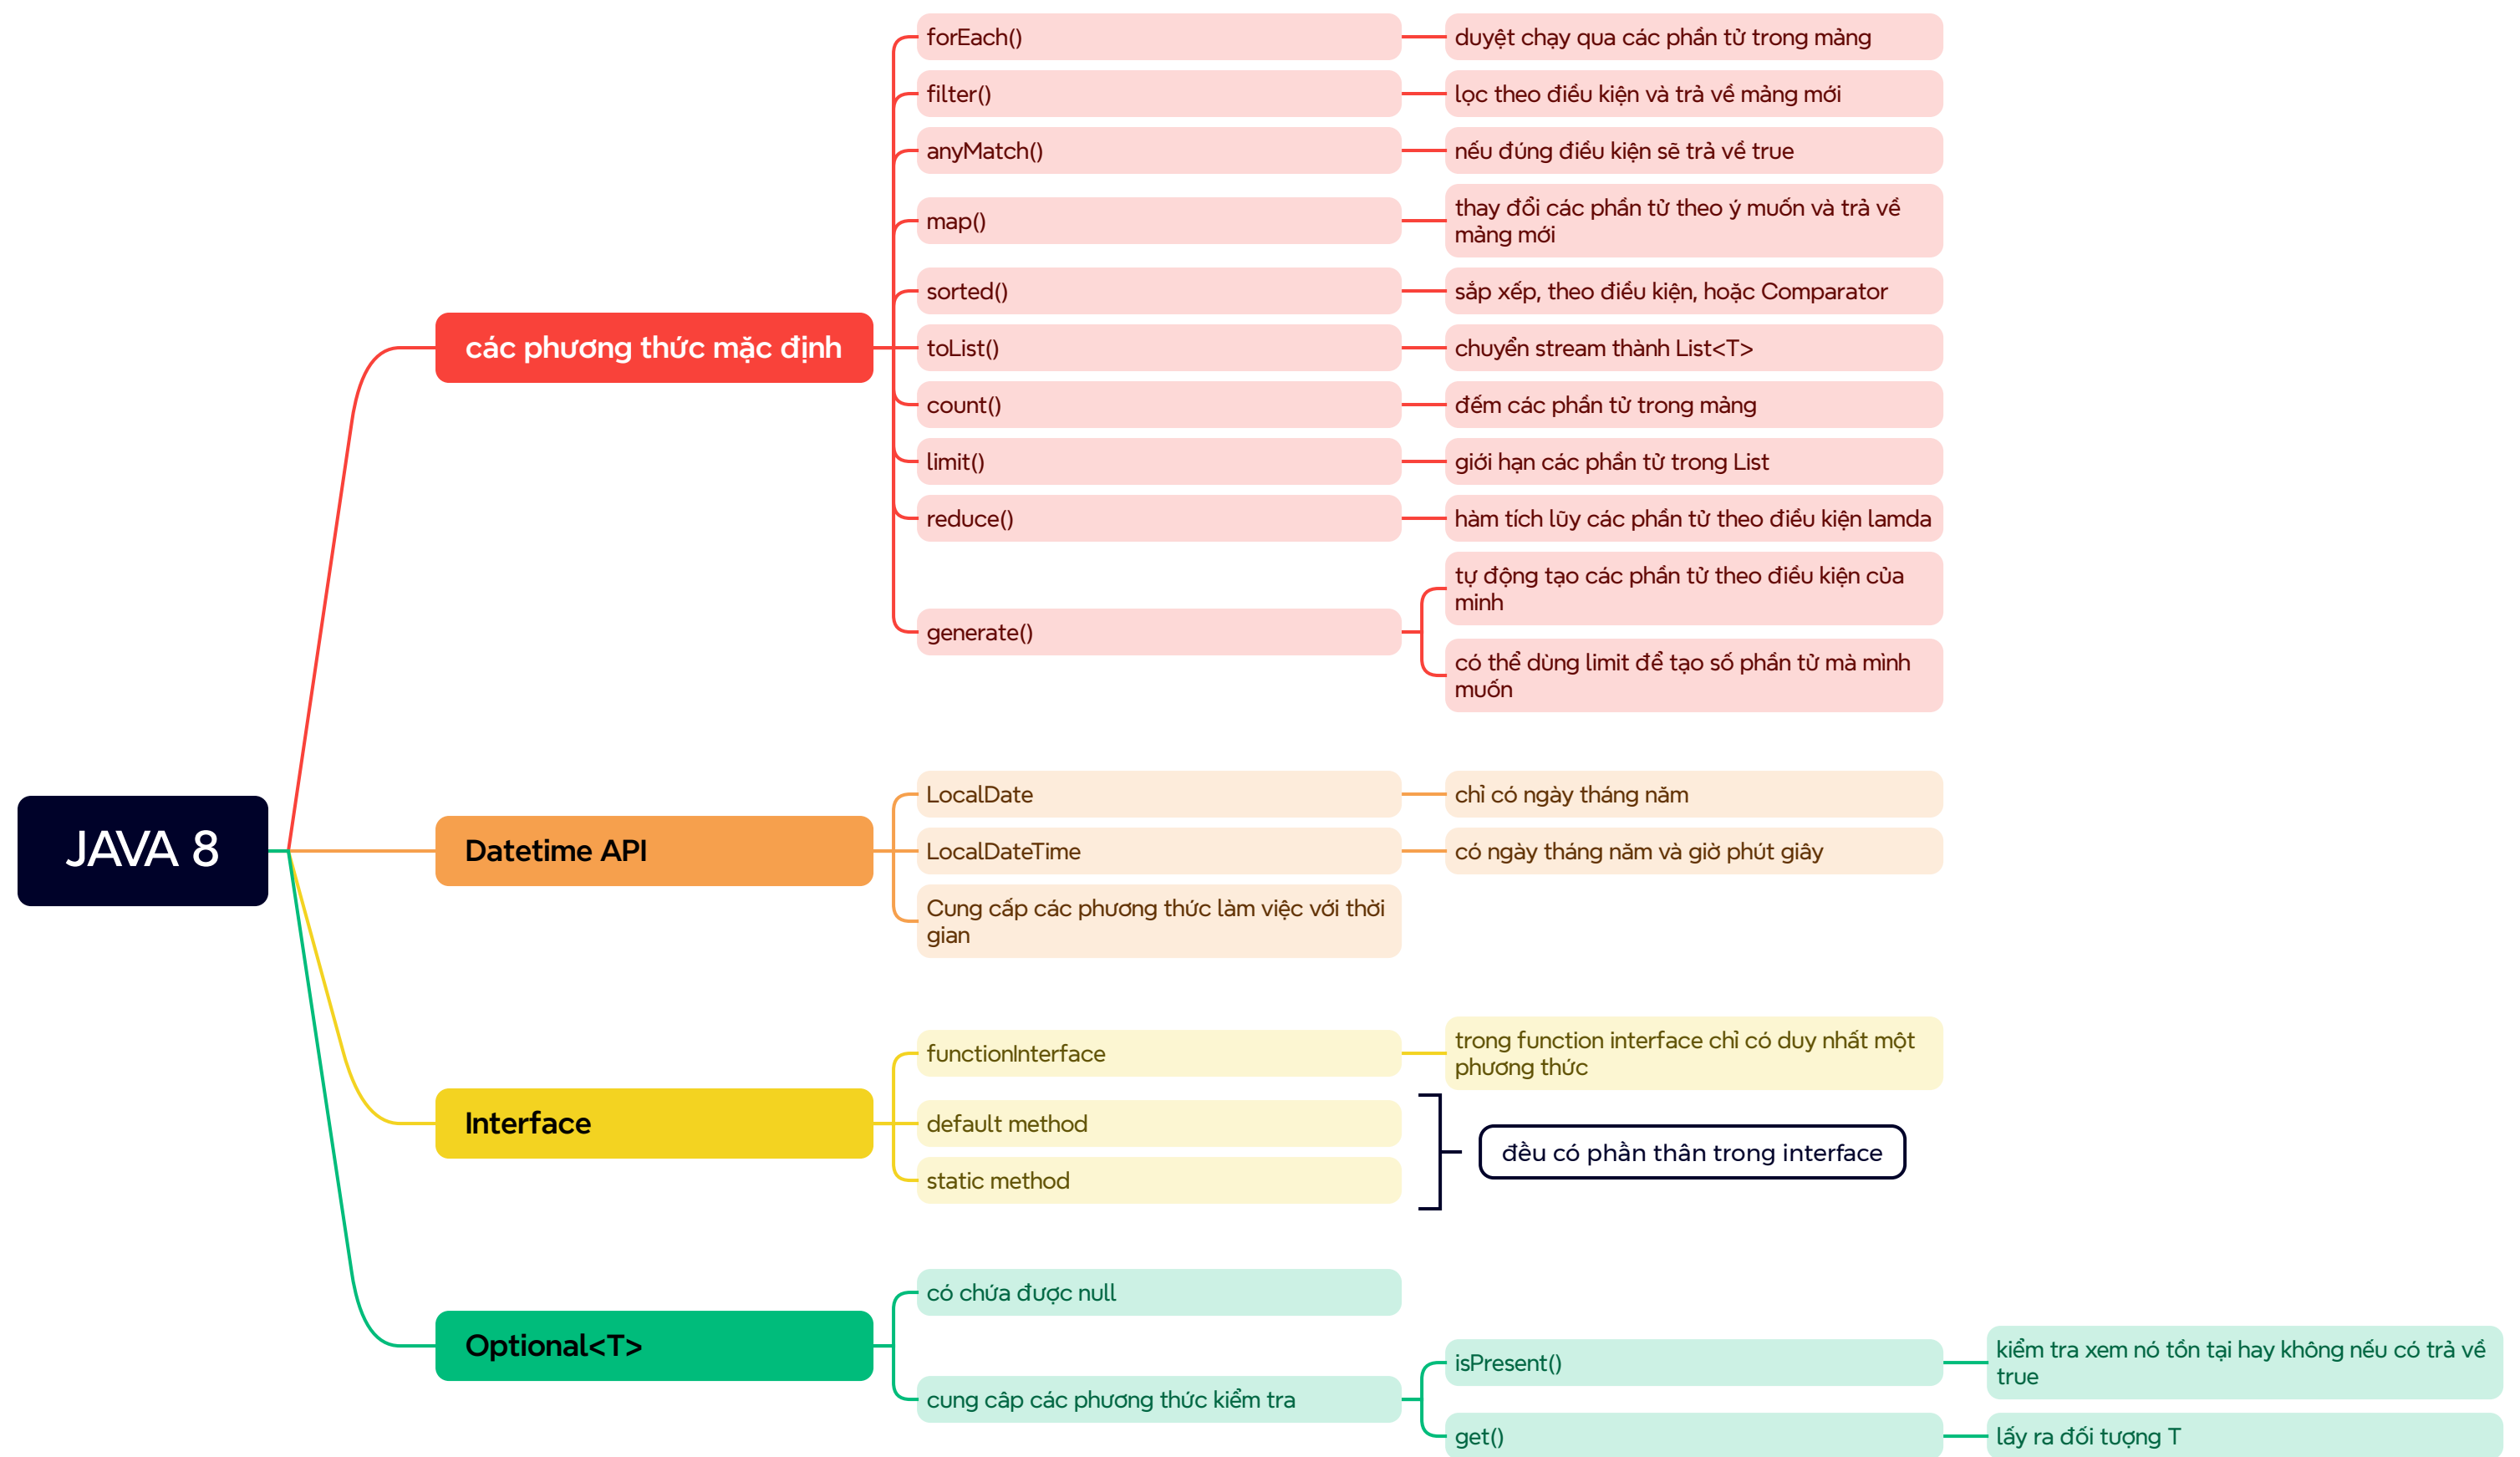 JAVA 8
các phương thức mặc định
forEach()
duyệt chạy qua các phần tử trong mảng
filter()
lọc theo điều kiện và trả về mảng mới
anyMatch()
nếu đúng điều kiện sẽ trả về true
map()
thay đổi các phần tử theo ý muốn và trả về
mảng mới
sorted()
sắp xếp, theo điều kiện, hoặc Comparator
toList()
chuyển stream thành List<T>
count()
đếm các phần tử trong mảng
limit()
giới hạn các phần tử trong List
reduce()
hàm tích lũy các phần tử theo điều kiện lamda
generate()
tự động tạo các phần tử theo điều kiện của
minh
có thể dùng limit để tạo số phần tử mà mình
muốn
Datetime API
LocalDate
chỉ có ngày tháng năm
LocalDateTime
có ngày tháng năm và giờ phút giây
Cung cấp các phương thức làm việc với thời
gian
Interface
functionInterface
trong function interface chỉ có duy nhất một
phương thức
default method
static method
đều có phần thân trong interface
Optional<T>
có chứa được null
cung câp các phương thức kiểm tra
isPresent()
kiểm tra xem nó tồn tại hay không nếu có trả về
true
get()
lấy ra đối tượng T